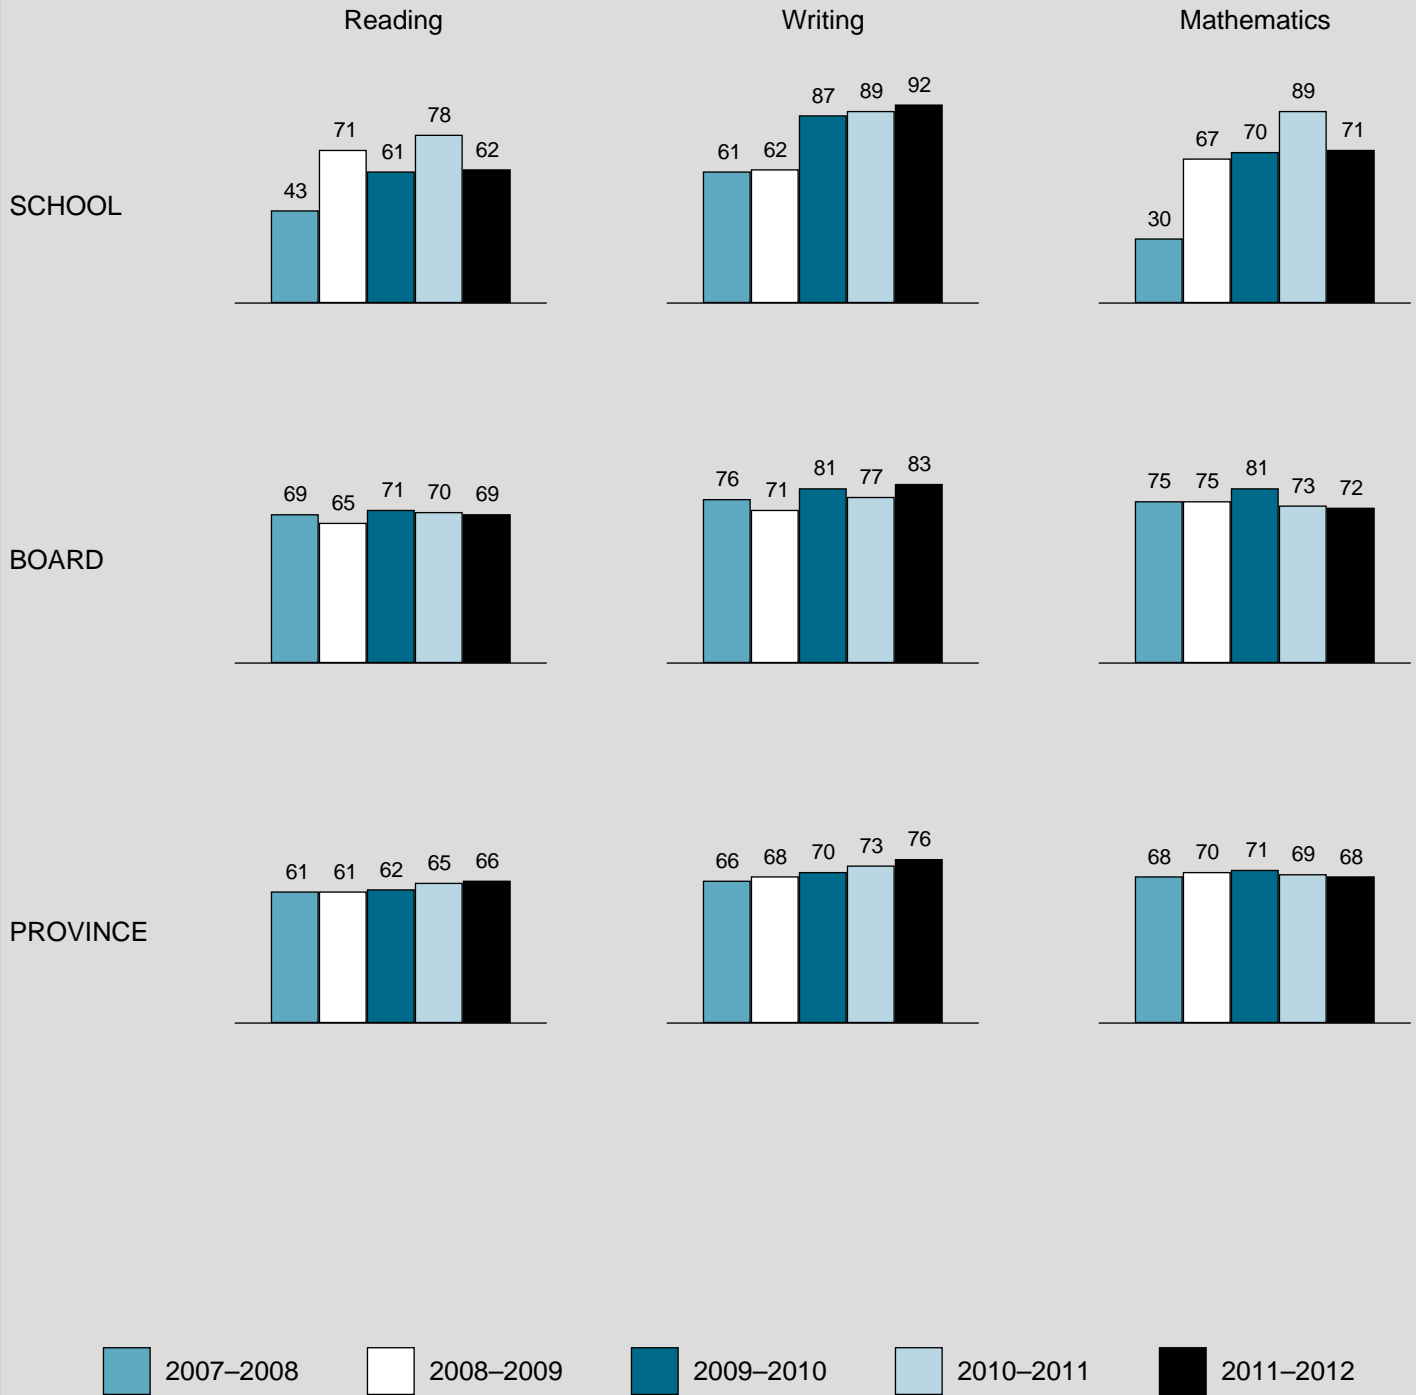 Reading Writing Mathematics
SCHOOL
43 71 61 78 62
61 62 87 89 92
30 67 70 89 71
BOARD
69 65 71 70 69
76 71 81 77 83
75 75 81 73 72
PROVINCE
61 61 62 65 66
66 68 70 73 76
68 70 71 69 68
2007–2008 2008–2009 2009–2010 2010–2011 2011–2012